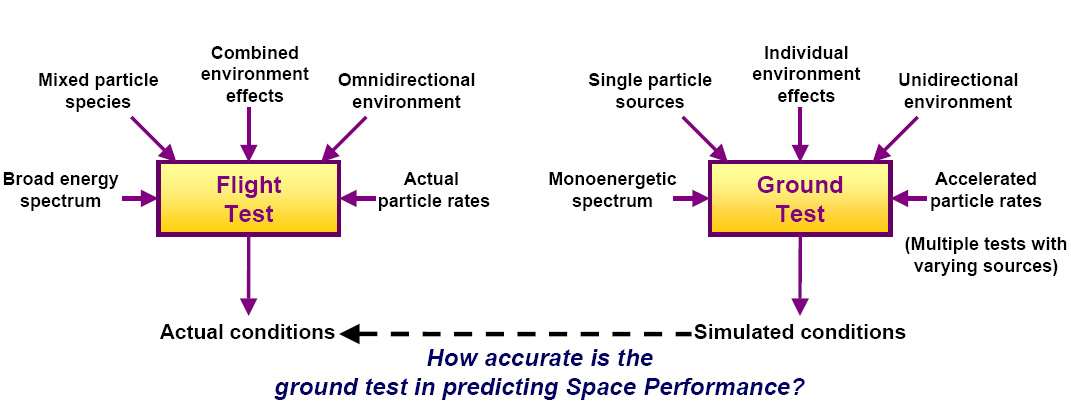 Combined
environment
effects
Mixed particle
species
Omnidirectional
environment
Broad energy
spectrum
Flight
Test
Actual
particle rates
Actual conditions
Individual
environment
effects
Single particle
sources
Unidirectional
environment
Monoenergetic
spectrum
Ground
Test
Accelerated
particle rates
(Multiple tests with
varying sources)
Simulated conditions
How accurate is the
ground test in predicting Space Performance?